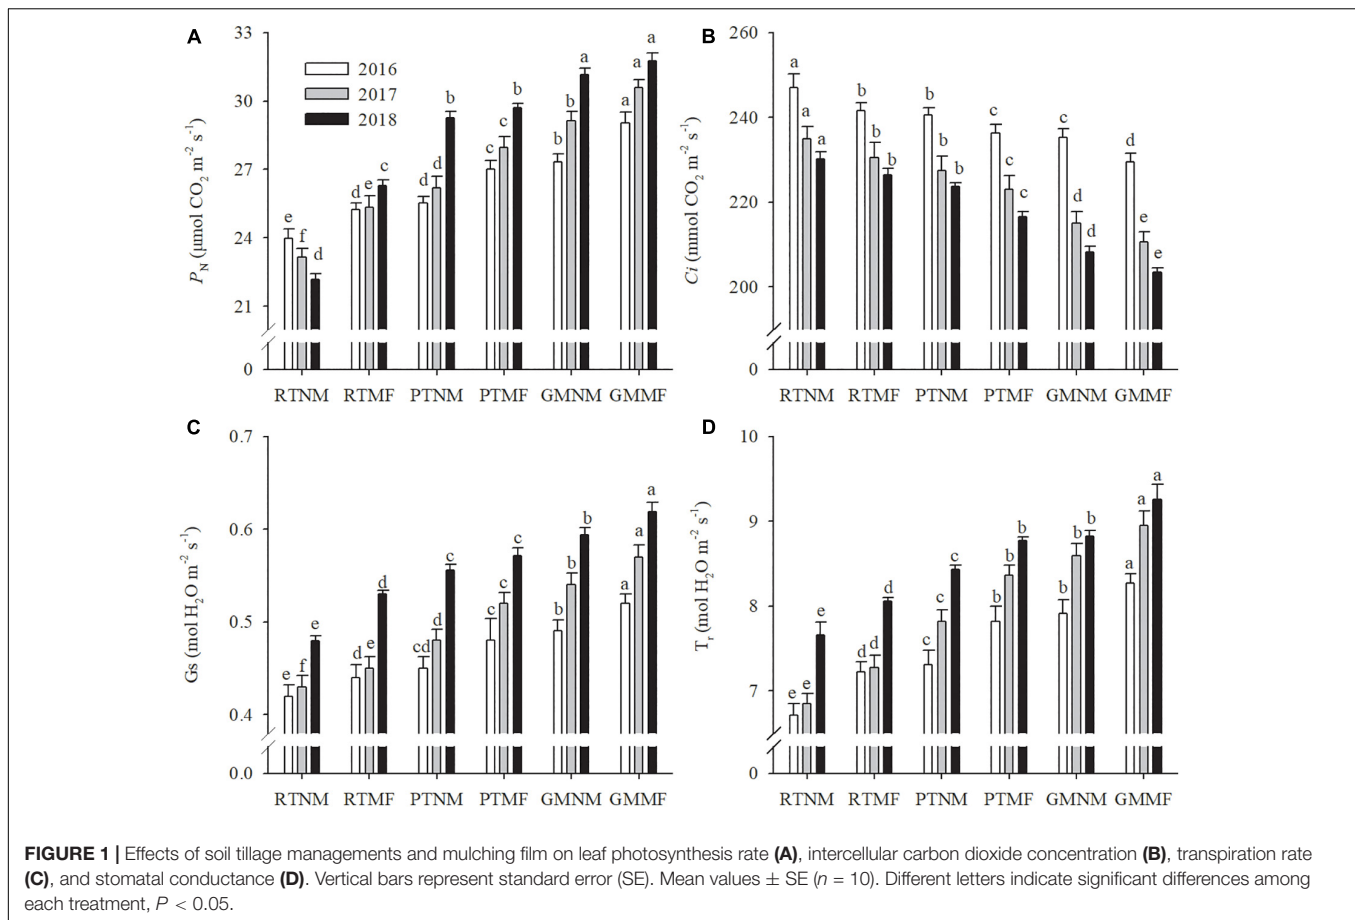 A
33
30
27
24
21
0
P_N (µmol CO2 m-2 s-1)
2016
2017
2018
e f d
d e c
d d b
c c b
b b a
a a a
RTNM RTMF PTNM PTMF GMNM GMMF
B
260
240
220
200
0
Ci (mmol CO2 m-2 s-1)
a a a
b b b
b b b
c c c
c d d
d e e
RTNM RTMF PTNM PTMF GMNM GMMF
C
0.7
0.6
0.5
0.4
0.0
Gs (mol H2O m-2 s-1)
e f e
d e d
cd d c
c c c
b b b
a a a
RTNM RTMF PTNM PTMF GMNM GMMF
D
10
9
8
7
0
Tr (mol H2O m-2 s-1)
e e e
d d d
c c c
b b b
b b b
a a a
RTNM RTMF PTNM PTMF GMNM GMMF
FIGURE 1 | Effects of soil tillage managements and mulching film on leaf photosynthesis rate (A), intercellular carbon dioxide concentration (B), transpiration rate
(C), and stomatal conductance (D). Vertical bars represent standard error (SE). Mean values ± SE (n = 10). Different letters indicate significant differences among
each treatment, P < 0.05.